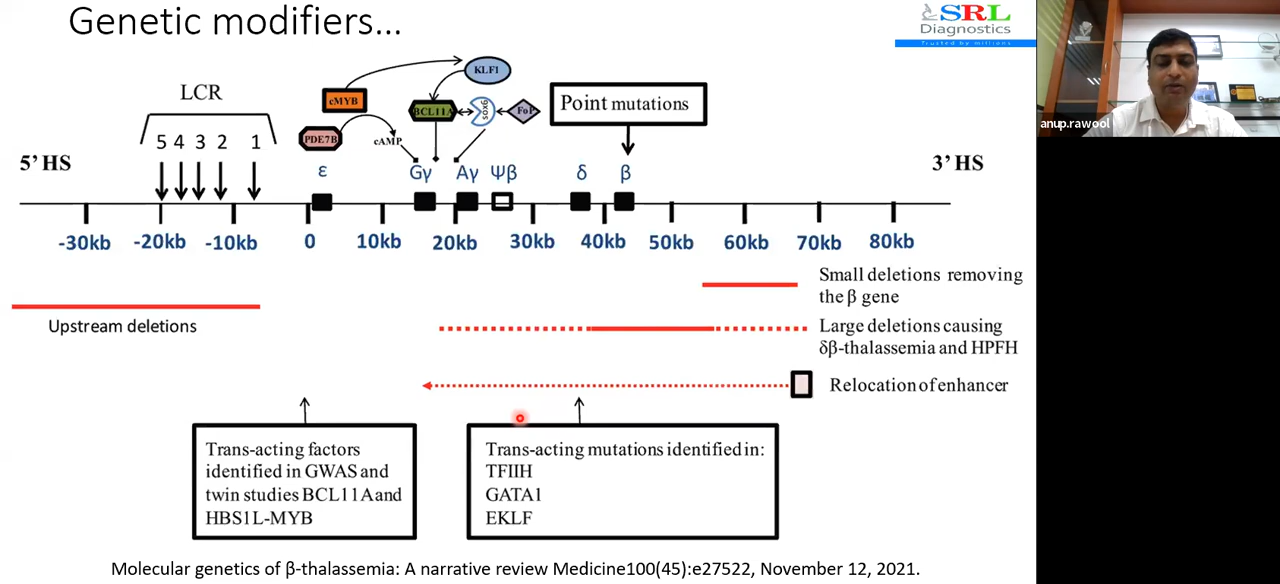 Genetic modifiers...
SRL
Diagnostics
Trusted by millions
anup.rawool
KLF1
cMYB
BCL11A
SOX6
FoP
PDE7B
cAMP
Point mutations
LCR
5 4 3 2 1
5’HS
3’HS
ε Gγ Aγ Ψβ δ β
-30kb -20kb -10kb 0 10kb 20kb 30kb 40kb 50kb 60kb 70kb 80kb
Small deletions removing
the β gene
Upstream deletions
Large deletions causing
δβ-thalassemia and HPFH
Relocation of enhancer
Trans-acting factors
identified in GWAS and
twin studies BCL11A and
HBS1L-MYB
Trans-acting mutations identified in:
TFIIH
GATA1
EKLF
Molecular genetics of β-thalassemia: A narrative review Medicine100(45):e27522, November 12, 2021.